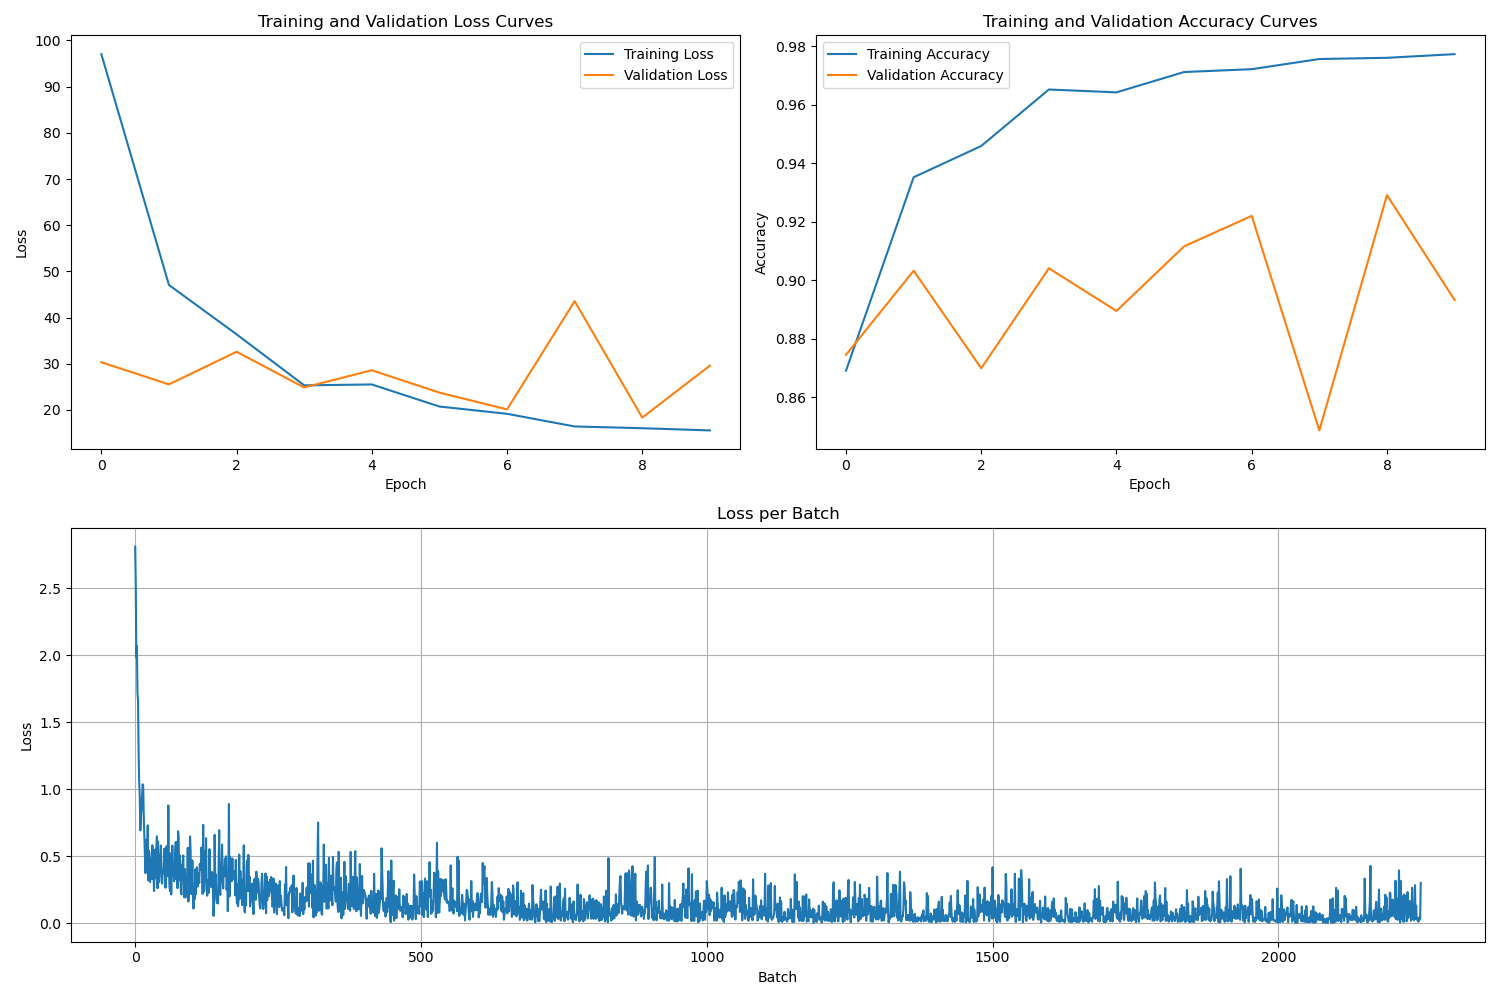 Training and Validation Loss Curves
100
90
80
70
60
50
40
30
20
Loss
Training Loss
Validation Loss
0 2 4 6 8
Epoch
Training and Validation Accuracy Curves
0.98
0.96
0.94
0.92
0.90
0.88
0.86
Accuracy
Training Accuracy
Validation Accuracy
0 2 4 6 8
Epoch
Loss per Batch
2.5
2.0
1.5
1.0
0.5
0.0
Loss
0 500 1000 1500 2000
Batch